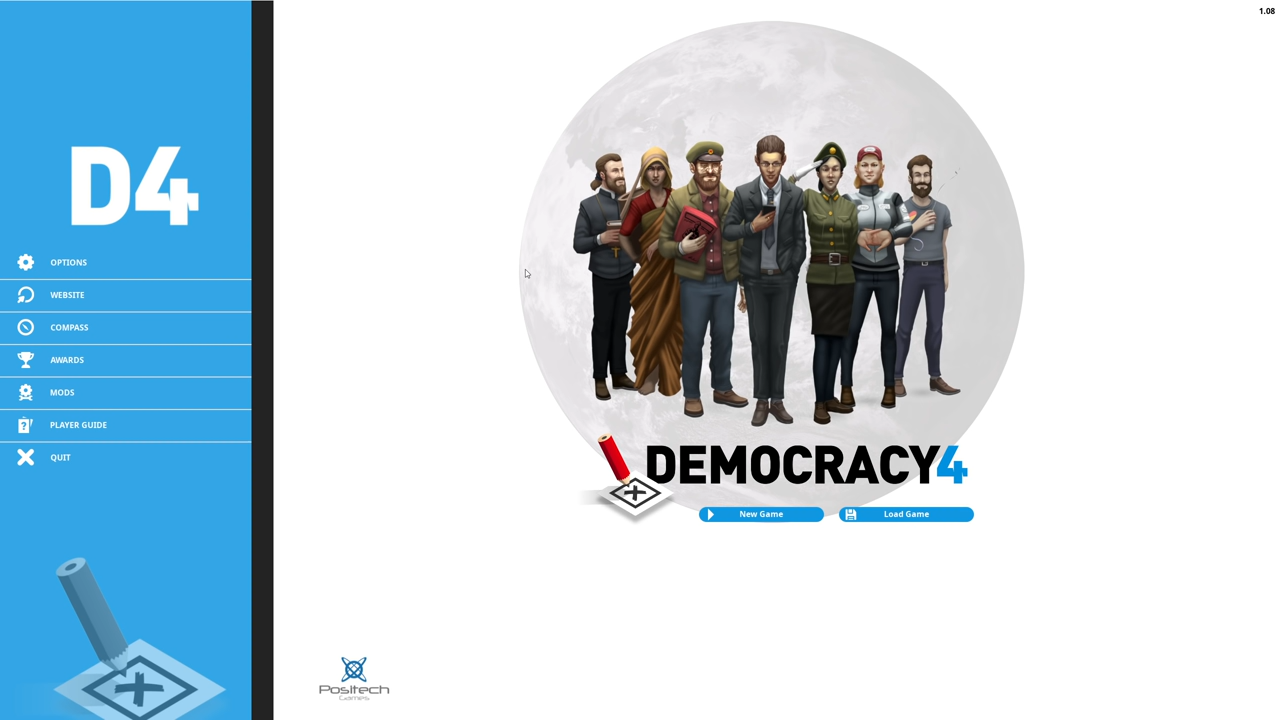 1.08
D4
OPTIONS
WEBSITE
COMPASS
AWARDS
MODS
PLAYER GUIDE
QUIT
DEMOCRACY4
New Game
Load Game
Positech
Games